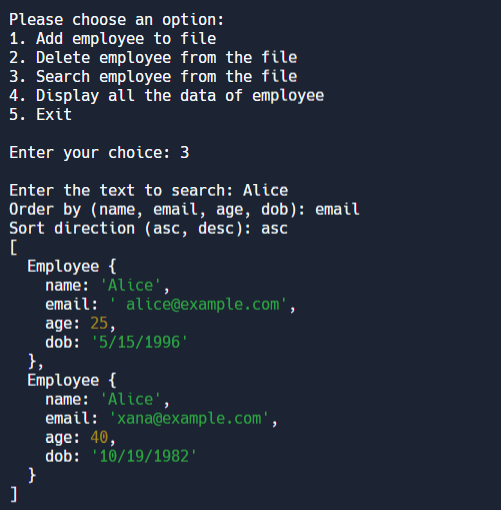 Please choose an option:
1. Add employee to file
2. Delete employee from the file
3. Search employee from the file
4. Display all the data of employee
5. Exit
Enter your choice: 3
Enter the text to search: Alice
Order by (name, email, age, dob): email
Sort direction (asc, desc): asc
[
  Employee {
    name: 'Alice',
    email: ' alice@example.com',
    age: 25,
    dob: '5/15/1996'
  },
  Employee {
    name: 'Alice',
    email: 'xana@example.com',
    age: 40,
    dob: '10/19/1982'
  }
]